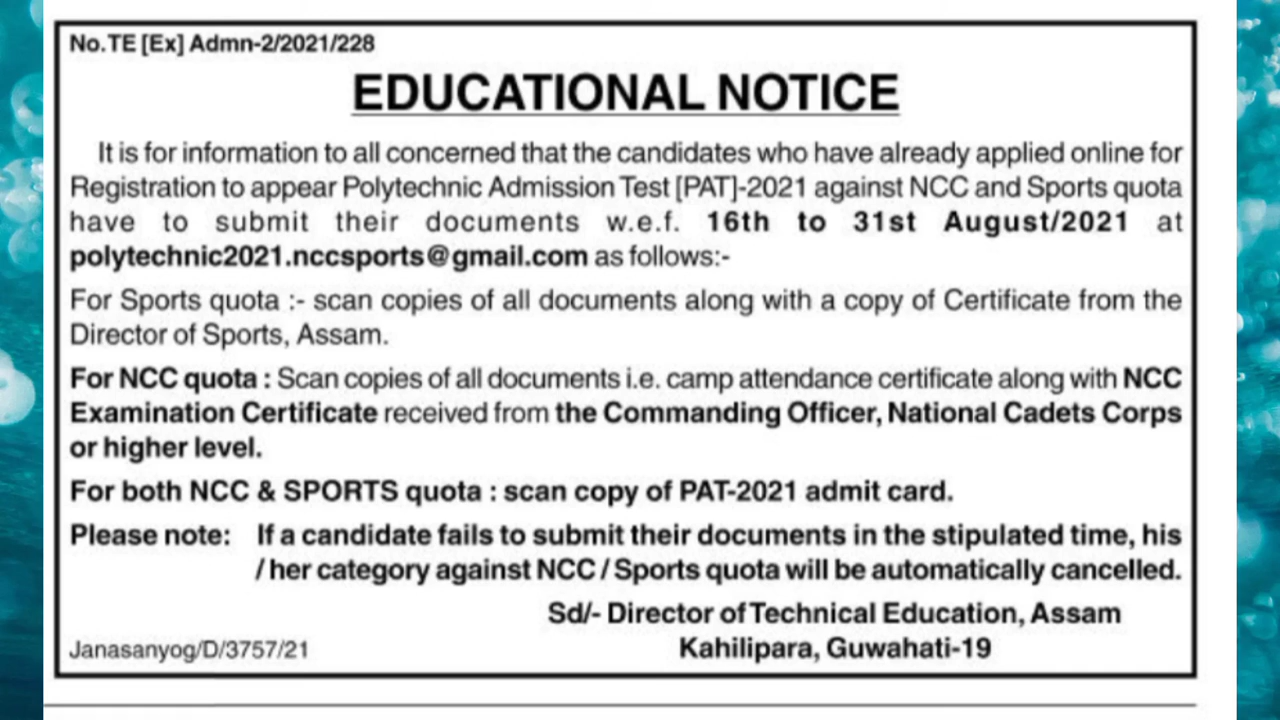 No.TE [Ex] Admn-2/2021/228
EDUCATIONAL NOTICE
It is for information to all concerned that the candidates who have already applied online for
Registration to appear Polytechnic Admission Test [PAT]-2021 against NCC and Sports quota
have to submit their documents w.e.f. 16th to 31st August/2021 at
polytechnic2021.nccsports@gmail.com as follows:-
For Sports quota :- scan copies of all documents along with a copy of Certificate from the
Director of Sports, Assam.
For NCC quota : Scan copies of all documents i.e. camp attendance certificate along with NCC
Examination Certificate received from the Commanding Officer, National Cadets Corps
or higher level.
For both NCC & SPORTS quota : scan copy of PAT-2021 admit card.
Please note: If a candidate fails to submit their documents in the stipulated time, his
/ her category against NCC / Sports quota will be automatically cancelled.
Sd/- Director of Technical Education, Assam
Janasanyog/D/3757/21 Kahilipara, Guwahati-19